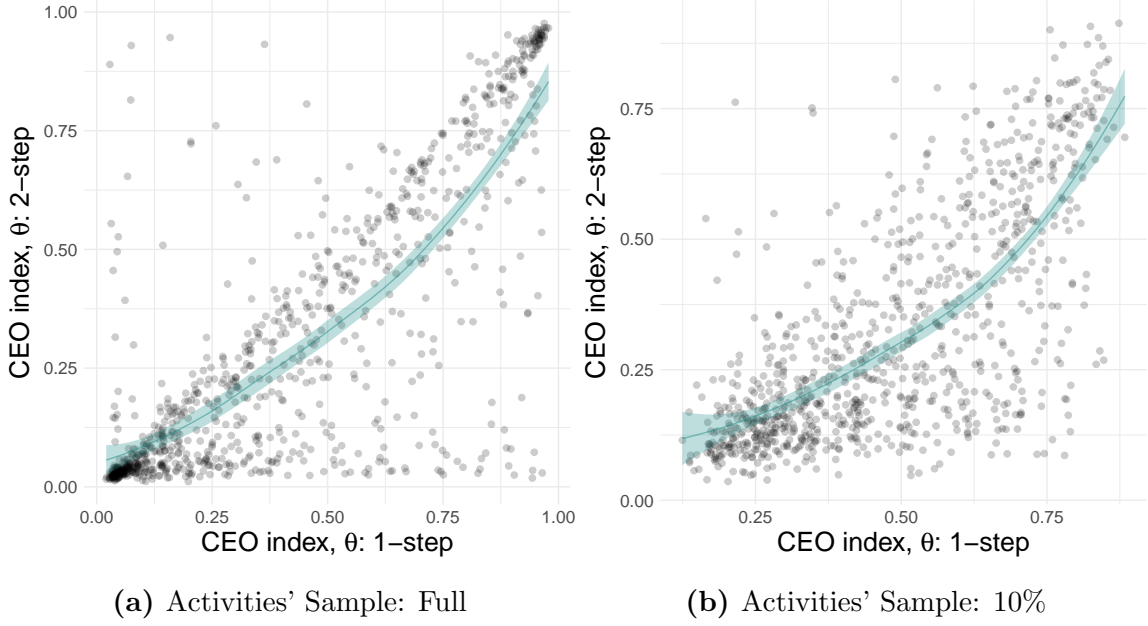 1.00
0.75
0.50
0.25
0.00
CEO index, θ: 2−step
0.00 0.25 0.50 0.75 1.00
CEO index, θ: 1−step
(a) Activities’ Sample: Full
0.75
0.50
0.25
0.00
CEO index, θ: 2−step
0.25 0.50 0.75
CEO index, θ: 1−step
(b) Activities’ Sample: 10%